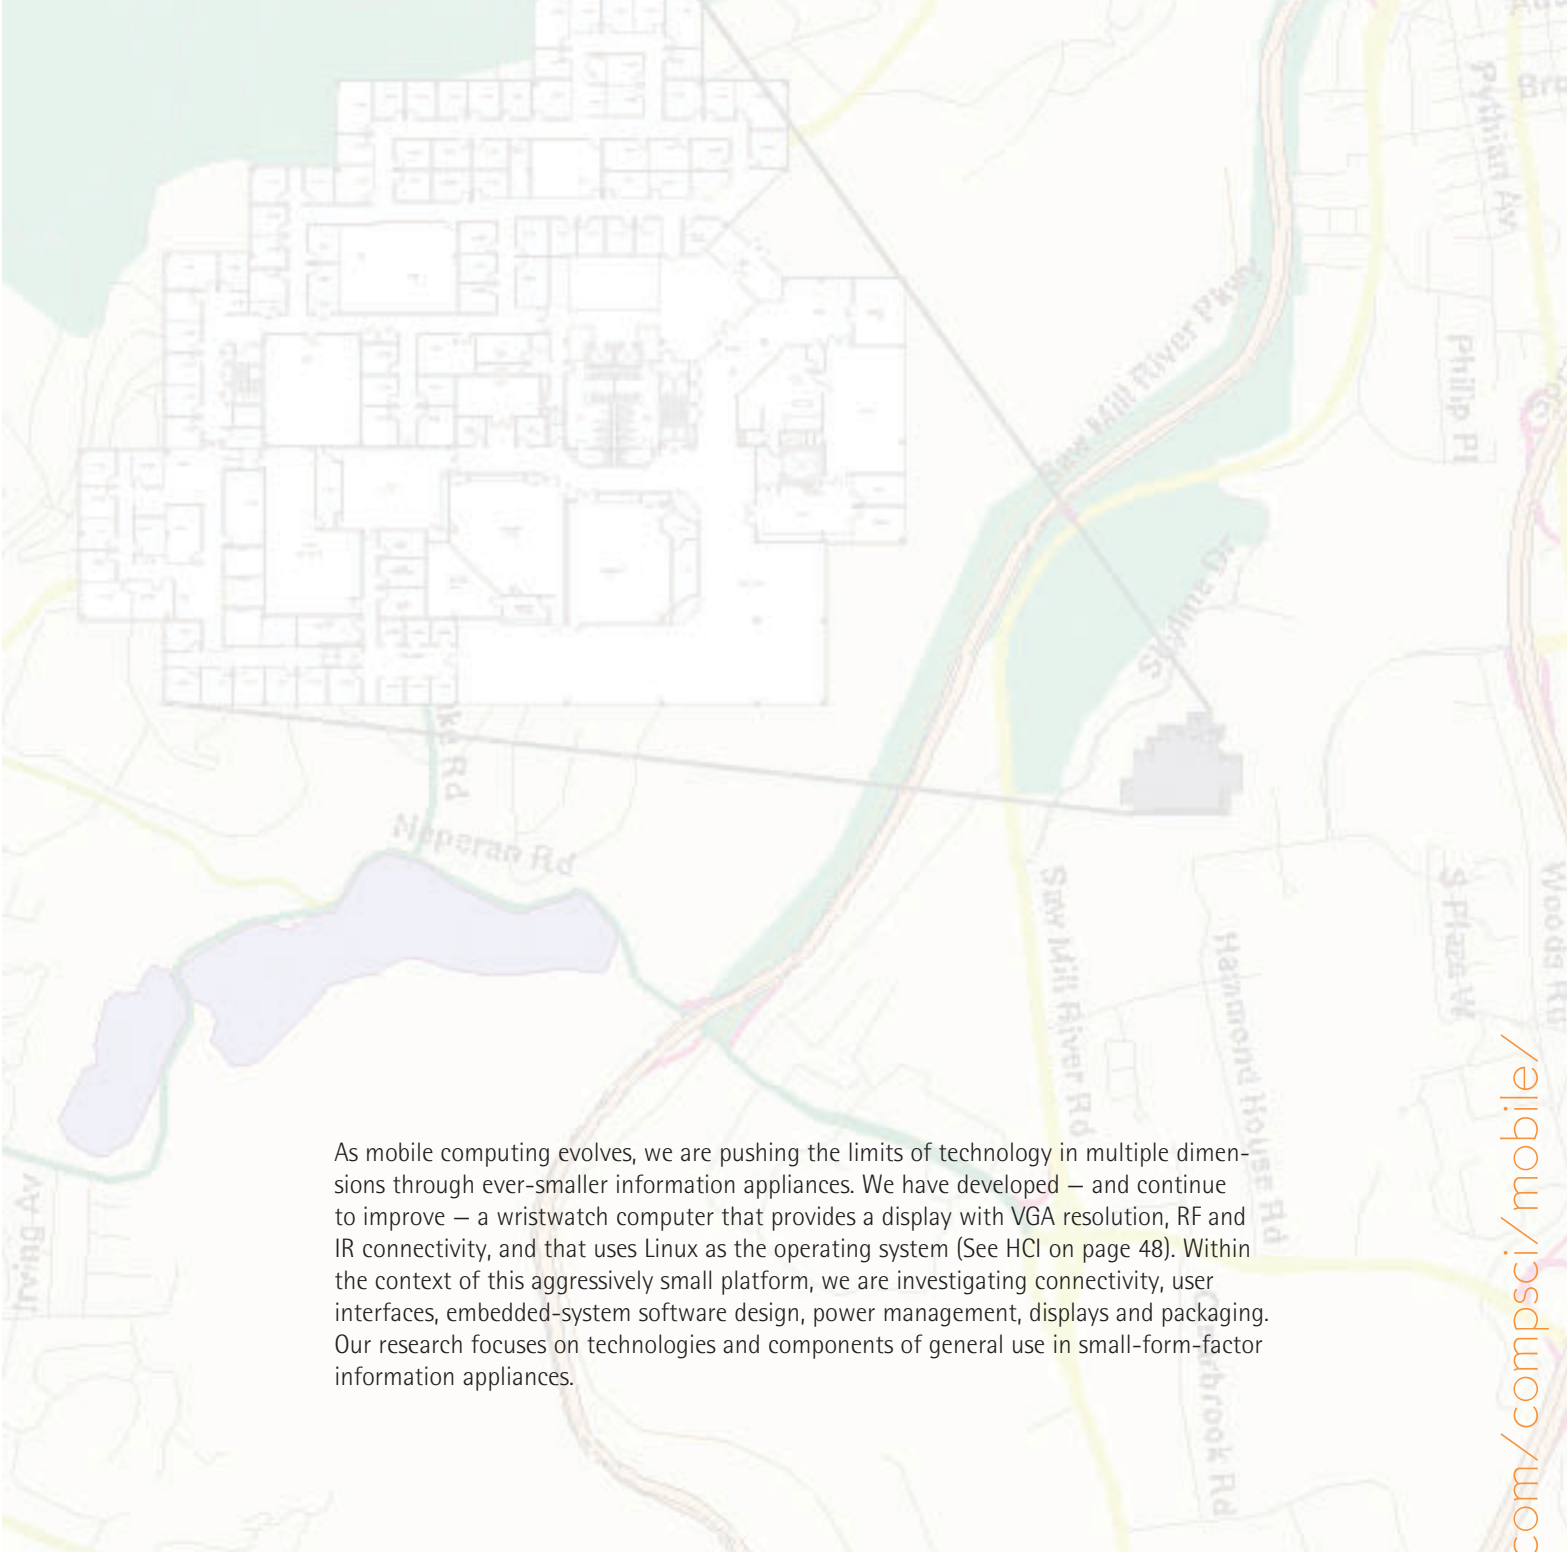 Pythian Av
Philip Pl
Saw Mill River Pkwy
Skyline Dr
Neperan Rd
Saw Mill River Rd
Hammond House Rd
S Plaza W
Woods Rd
Irving Av
As mobile computing evolves, we are pushing the limits of technology in multiple dimen-
sions through ever-smaller information appliances. We have developed — and continue
to improve — a wristwatch computer that provides a display with VGA resolution, RF and
IR connectivity, and that uses Linux as the operating system (See HCI on page 48). Within
the context of this aggressively small platform, we are investigating connectivity, user
interfaces, embedded-system software design, power management, displays and packaging.
Our research focuses on technologies and components of general use in small-form-factor
information appliances.
com/compsci/mobile/